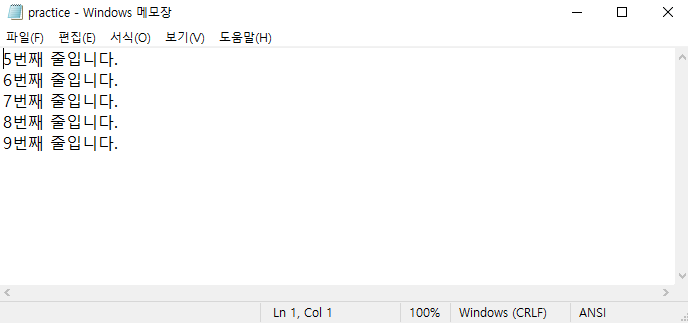 practice - Windows 메모장
파일(F) 편집(E) 서식(O) 보기(V) 도움말(H)
5번째 줄입니다.
6번째 줄입니다.
7번째 줄입니다.
8번째 줄입니다.
9번째 줄입니다.
Ln 1, Col 1 100% Windows (CRLF) ANSI